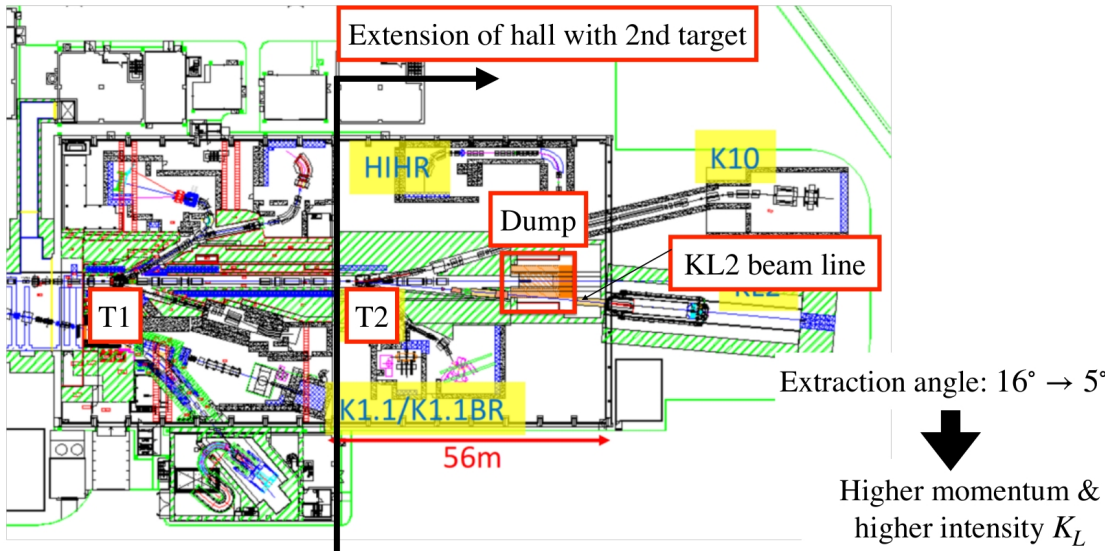 Extension of hall with 2nd target
HIHR
K10
Dump
KL2 beam line
KL2
T1
T2
K1.1/K1.1BR
56m
Extraction angle: 16° → 5°
Higher momentum &
higher intensity K_L